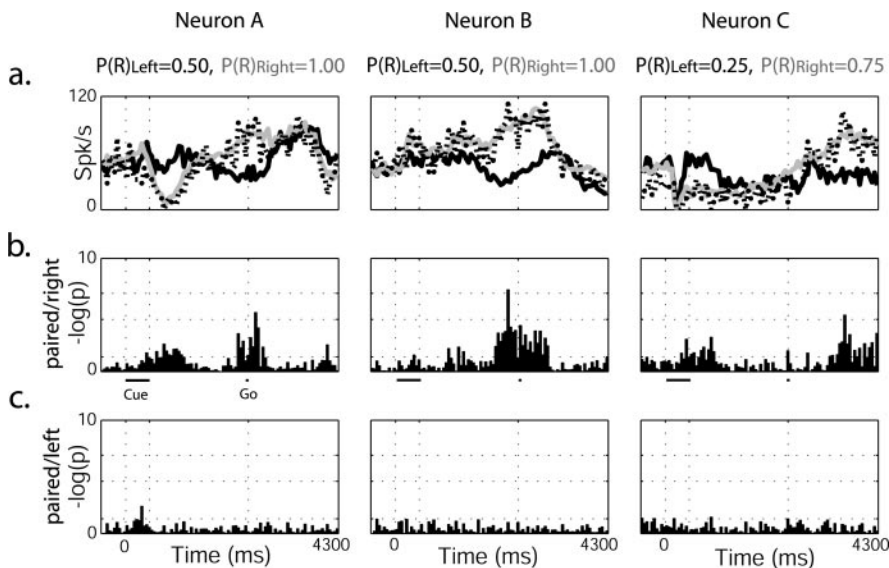 Neuron A Neuron B Neuron C
a.
P(R)Left=0.50, P(R)Right=1.00 P(R)Left=0.50, P(R)Right=1.00 P(R)Left=0.25, P(R)Right=0.75
120
Spk/s
0
b.
10
paired/right
-log(p)
0
Cue Go
c.
10
paired/left
-log(p)
0
0 4300 0 4300 0 4300
Time (ms) Time (ms) Time (ms)